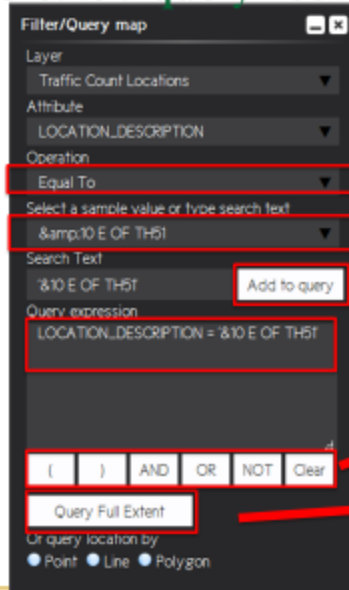 Filter/Query map
Layer
Traffic Count Locations
Attribute
LOCATION_DESCRIPTION
Operation
Equal To
Select a sample value or type search text
&amp;10 E OF TH51
Search Text
'&10 E OF TH51'
Add to query
Query expression
LOCATION_DESCRIPTION = '&10 E OF TH51'
( ) AND OR NOT Clear
Query Full Extent
Or query location by
Point Line Polygon